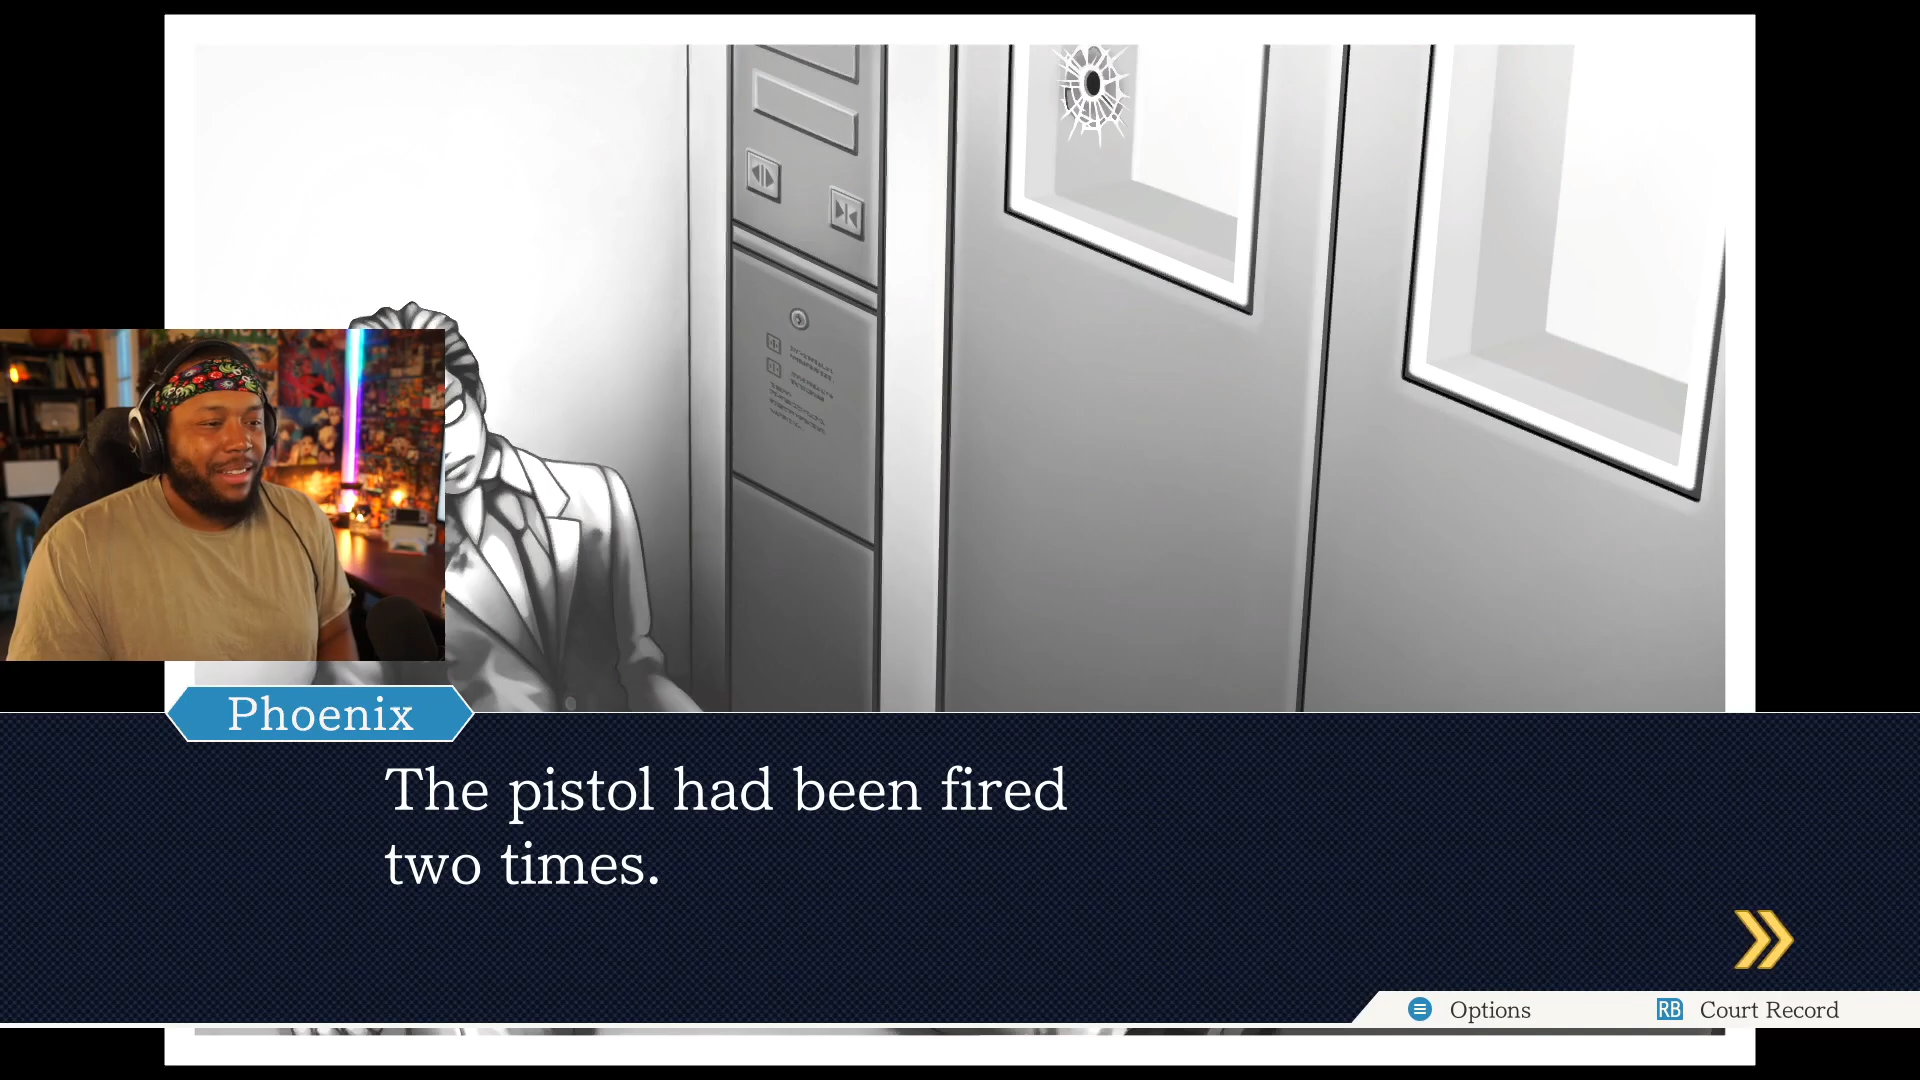 Phoenix
The pistol had been fired
two times.
Options
RB Court Record